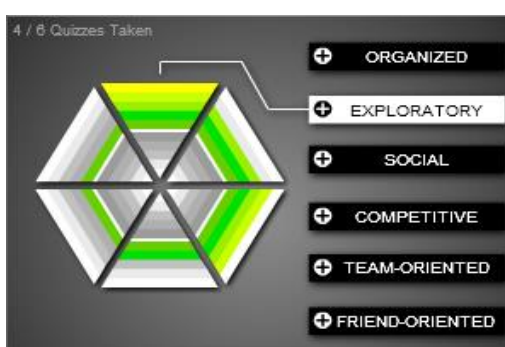 4 / 6 Quizzes Taken
ORGANIZED
EXPLORATORY
SOCIAL
COMPETITIVE
TEAM-ORIENTED
FRIEND-ORIENTED